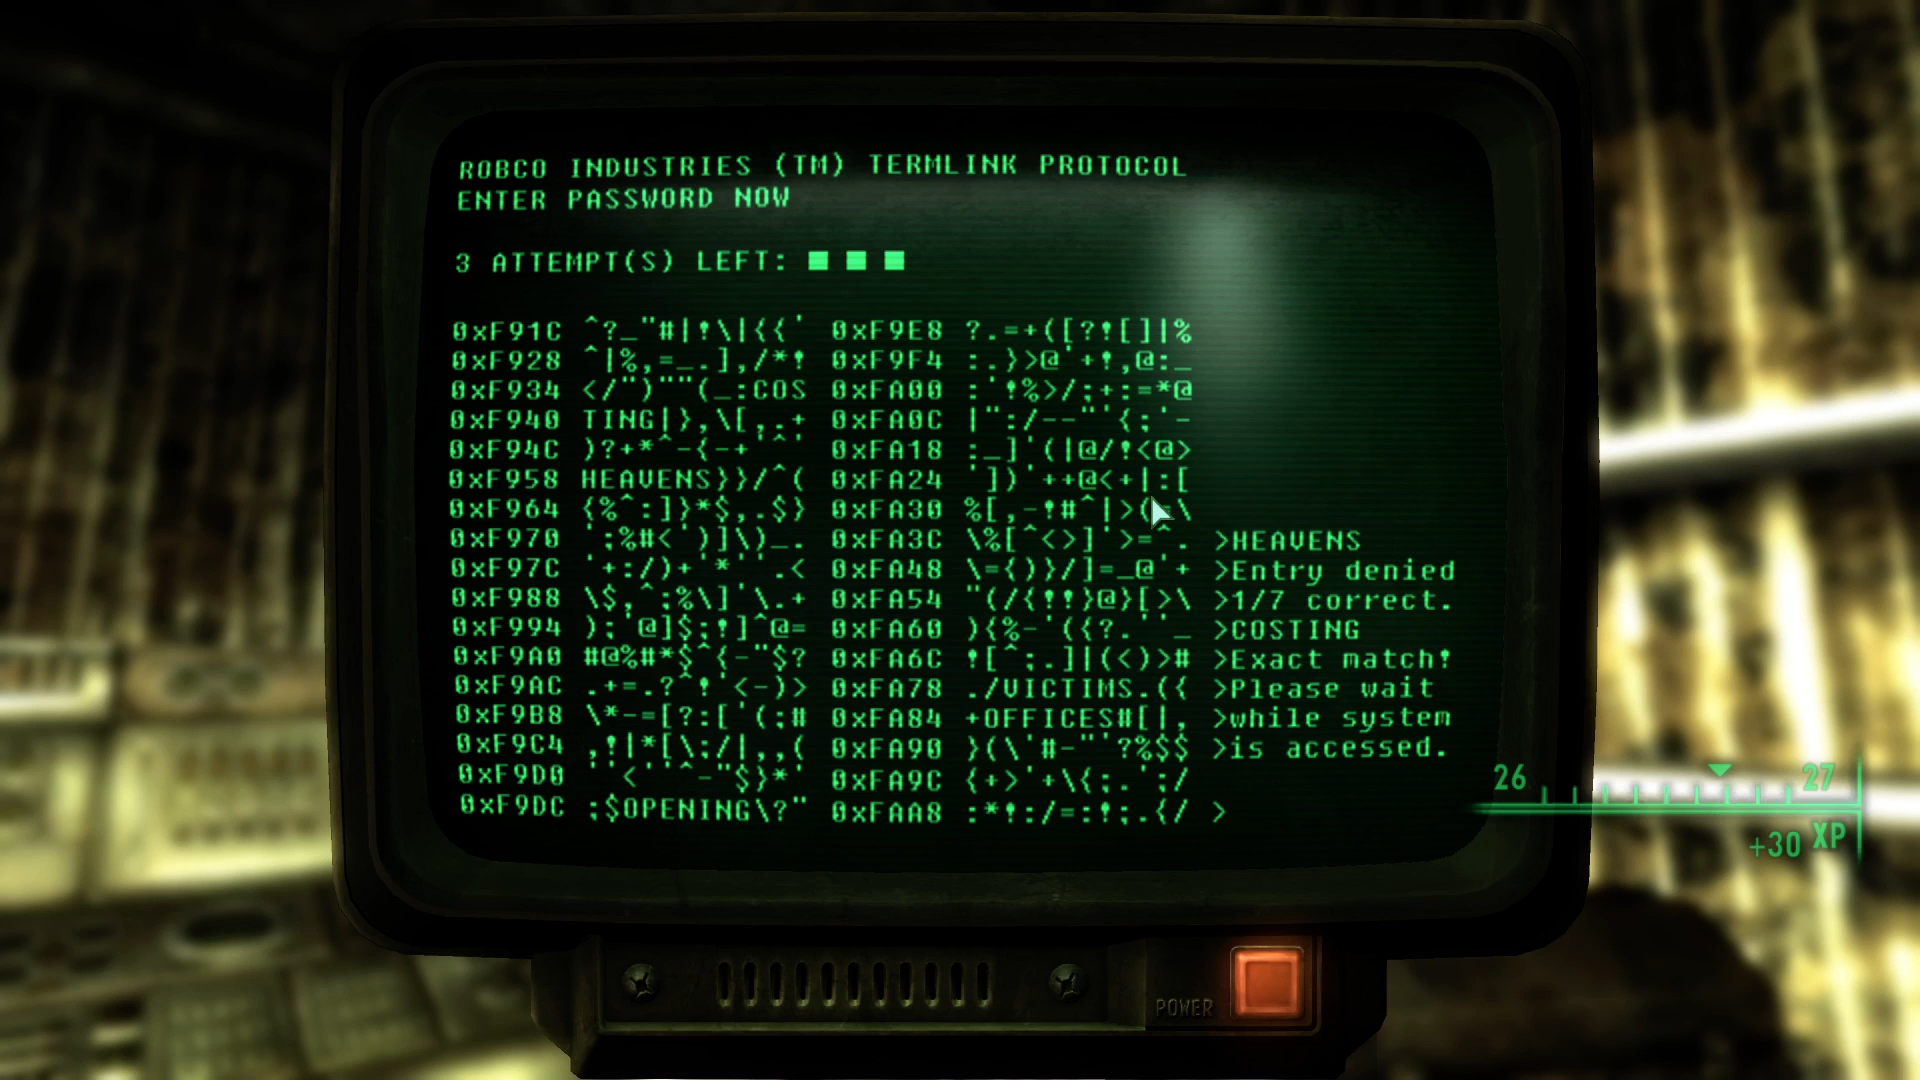 ROBCO INDUSTRIES (TM) TERMLINK PROTOCOL
ENTER PASSWORD NOW
3 ATTEMPT(S) LEFT: ■ ■ ■
0xF91C ^?_"#|!\|{{' 0xF9E8 ?.=+([?![]|%
0xF928 ^|%,=_.],/*! 0xF9F4 :.}>@'+!,@:_
0xF934 </")""(_:COS 0xFA00 :'!%>/;+:=*@
0xF940 TING|},\[,.+ 0xFA0C |":/--"'{;'-
0xF94C )?+*^-{-+'^' 0xFA18 :_]'(|@/!<@>
0xF958 HEAVENS}}/^( 0xFA24 '])'++@<+|:[
0xF964 {%^:]}*$,.$} 0xFA30 %[,-!#^|>(=\
0xF970 ';%#<')]\)_. 0xFA3C \%[^<>]'>=^. >HEAVENS
0xF97C '+:/)+'*''.< 0xFA48 \={)}/]=_@'+ >Entry denied
0xF988 \$,^;%\]'\.+ 0xFA54 "(/{!!}@}[>\ >1/7 correct.
0xF994 );'@]$;!]^@= 0xFA60 ){%-'({?.''_ >COSTING
0xF9A0 #@%#*$^{-"$? 0xFA6C ![^;.]|(<)># >Exact match!
0xF9AC .+=.?^!'<-)> 0xFA78 ./VICTIMS.({ >Please wait
0xF9B8 \*-=[?:['(;# 0xFA84 +OFFICES#[|, >while system
0xF9C4 ,!|*[\:/|,,( 0xFA90 }(\'#-"'?%$$ >is accessed.
0xF9D0 '<''^-"$}*' 0xFA9C {+>'+\{;.';/
0xF9DC ;$OPENING\?" 0xFAA8 :*!:/=:!;.{/ >
26 27
+30 XP
POWER